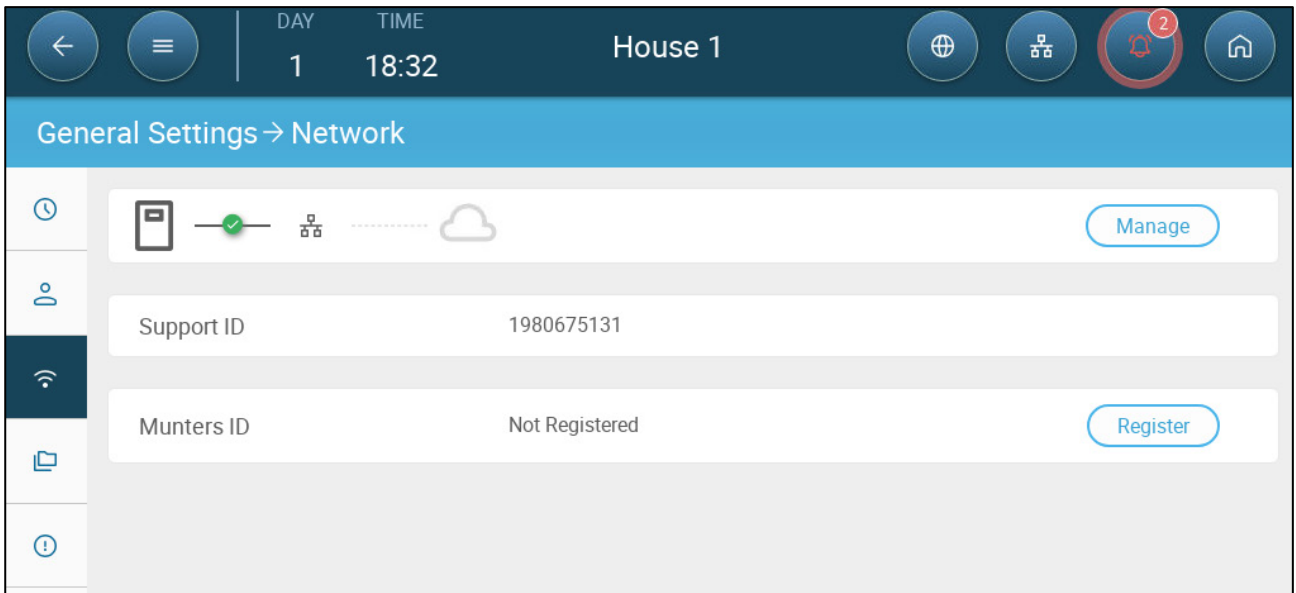 DAY
TIME
1
18:32
House 1
2
General Settings → Network
Manage
Support ID
1980675131
Munters ID
Not Registered
Register